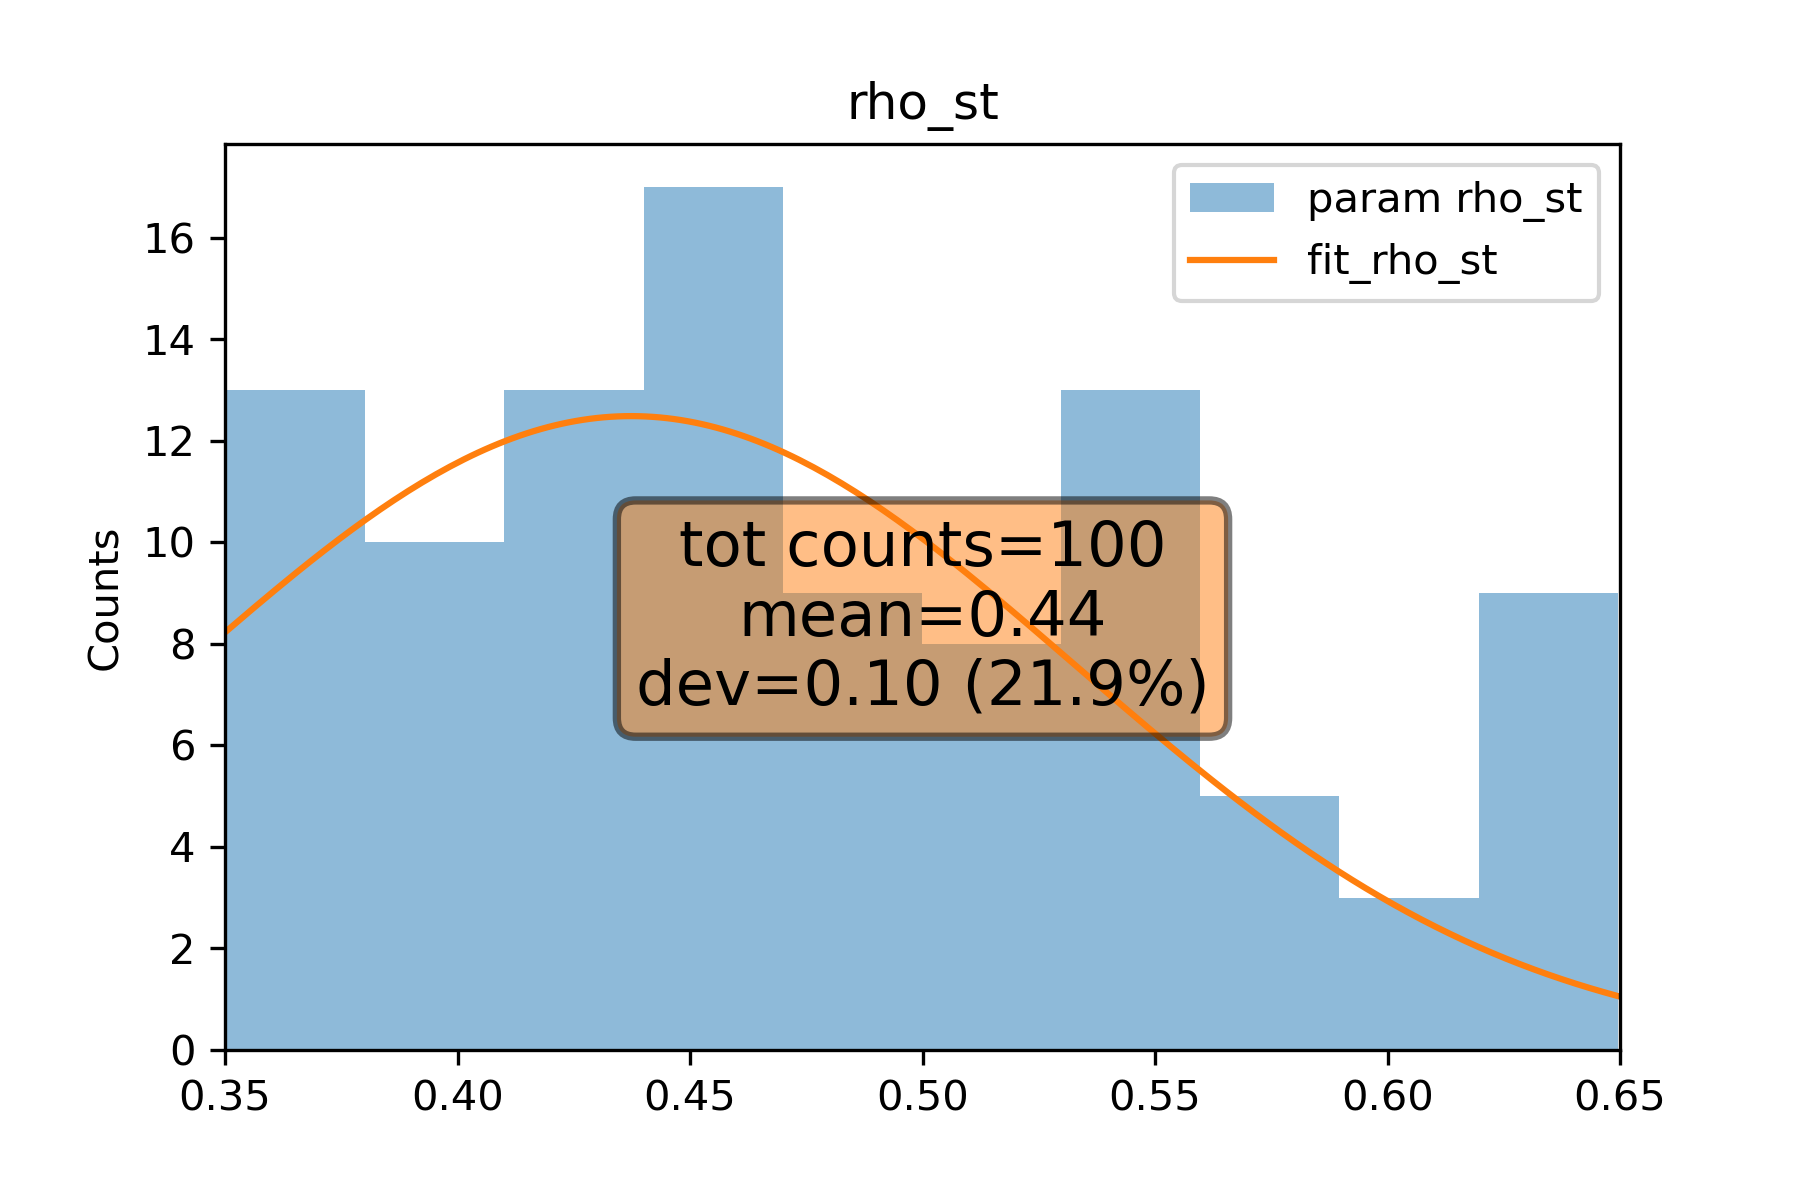 rho_st
param rho_st
fit_rho_st
Counts
16
14
12
10
8
6
4
2
0
tot counts=100
mean=0.44
dev=0.10 (21.9%)
0.35 0.40 0.45 0.50 0.55 0.60 0.65